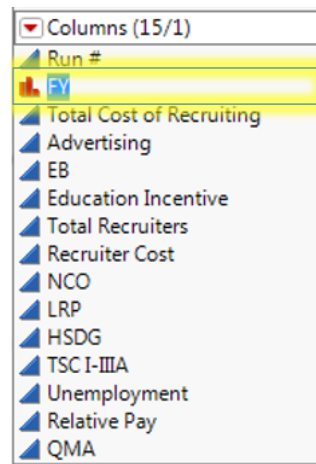 Columns (15/1)
Run #
FY
Total Cost of Recruiting
Advertising
EB
Education Incentive
Total Recruiters
Recruiter Cost
NCO
LRP
HSDG
TSC I-IIIA
Unemployment
Relative Pay
QMA